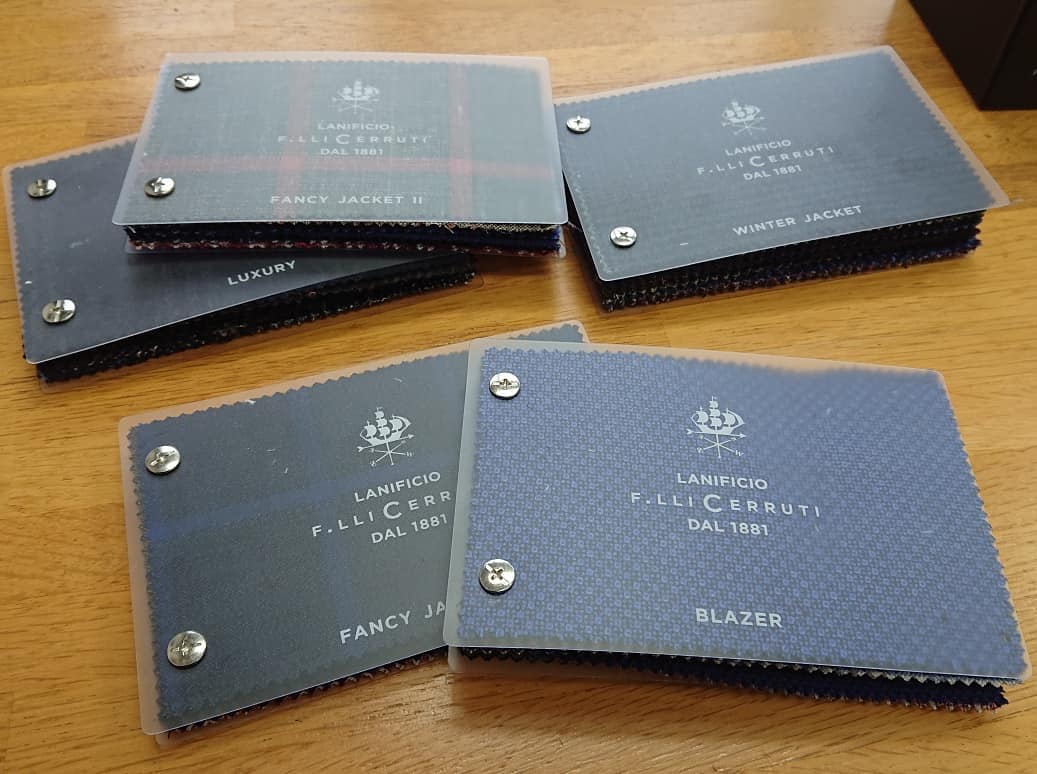 LANIFICIO
F.LLI CERRUTI
DAL 1881
FANCY JACKET II
LANIFICIO
F.LLI CERRUTI
DAL 1881
WINTER JACKET
LUXURY
LANIFICIO
F.LLI CERR
DAL 1881
FANCY JA
LANIFICIO
F.LLI CERRUTI
DAL 1881
BLAZER